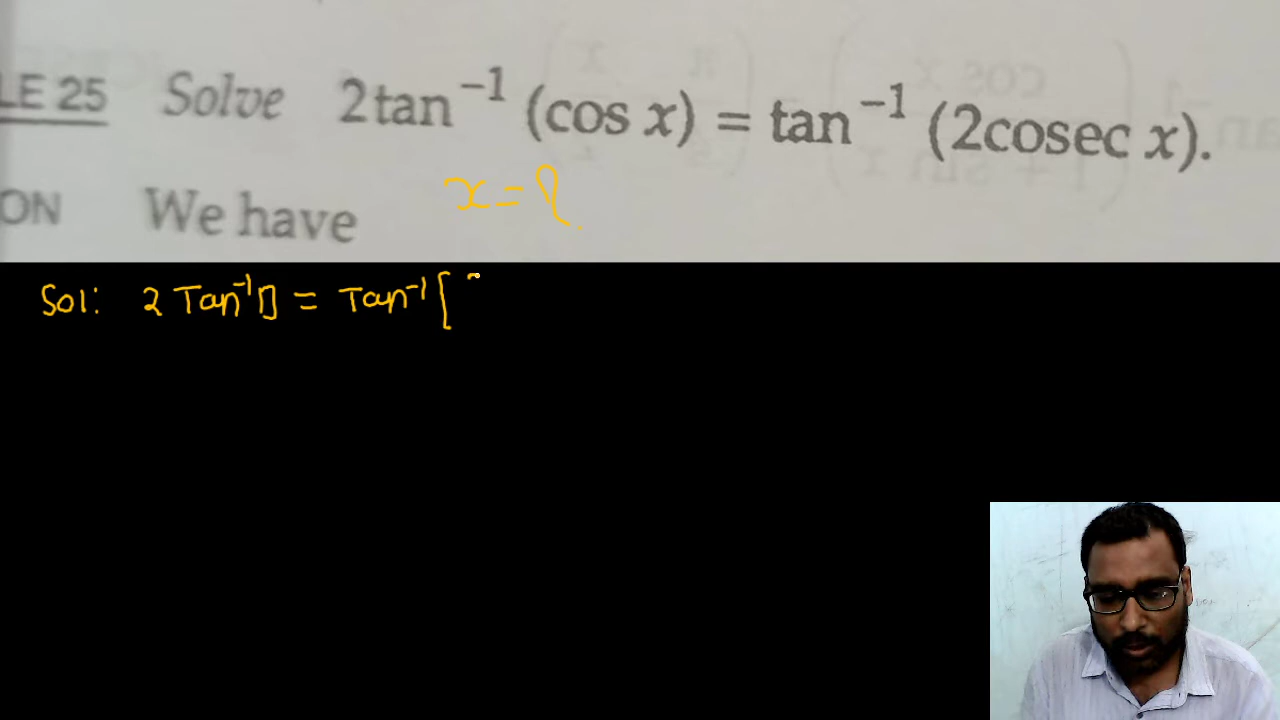 LE 25 Solve 2tan⁻¹ (cos x) = tan⁻¹ (2cosec x).
x = ?
ON We have
Sol: 2 Tan⁻¹[] = Tan⁻¹ [